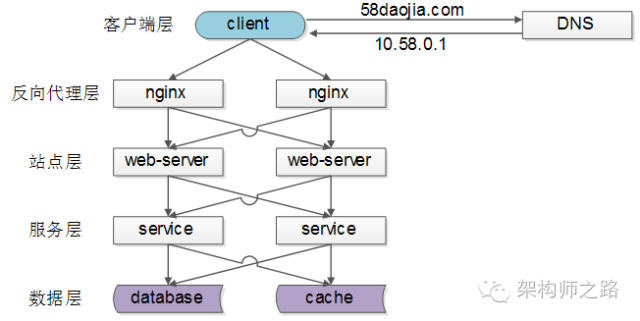 客户端层 client 58daojia.com DNS
10.58.0.1
反向代理层 nginx nginx
站点层 web-server web-server
服务层 service service
数据层 database cache
架构师之路